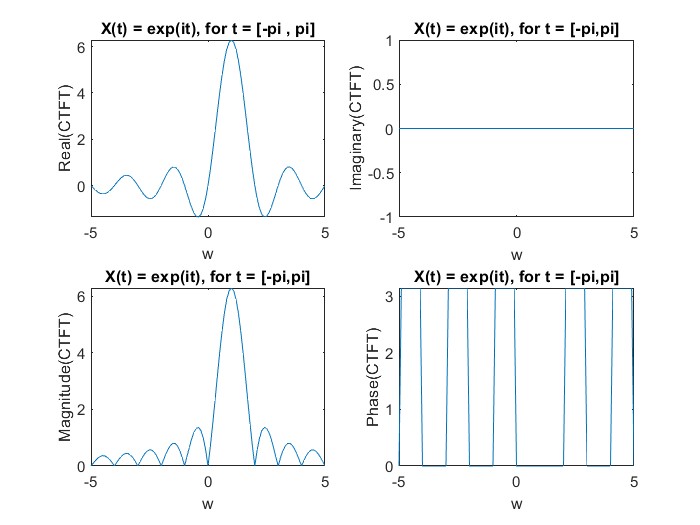 X(t) = exp(it), for t = [-pi , pi]
Real(CTFT)
6
4
2
0
-5
0
5
w
X(t) = exp(it), for t = [-pi,pi]
Imaginary(CTFT)
1
0.5
0
-0.5
-1
-5
0
5
w
X(t) = exp(it), for t = [-pi,pi]
Magnitude(CTFT)
6
4
2
0
-5
0
5
w
X(t) = exp(it), for t = [-pi,pi]
Phase(CTFT)
3
2
1
0
-5
0
5
w